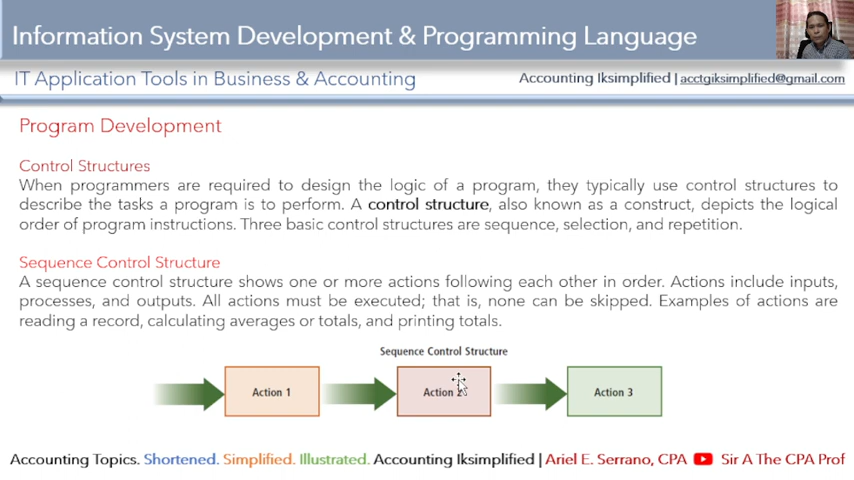 Information System Development & Programming Language
IT Application Tools in Business & Accounting
Accounting Iksimplified | acctgiksimplified@gmail.com
Program Development
Control Structures
When programmers are required to design the logic of a program, they typically use control structures to
describe the tasks a program is to perform. A control structure, also known as a construct, depicts the logical
order of program instructions. Three basic control structures are sequence, selection, and repetition.
Sequence Control Structure
A sequence control structure shows one or more actions following each other in order. Actions include inputs,
processes, and outputs. All actions must be executed; that is, none can be skipped. Examples of actions are
reading a record, calculating averages or totals, and printing totals.
Sequence Control Structure
Action 1
Action 2
Action 3
Accounting Topics. Shortened. Simplified. Illustrated. Accounting Iksimplified | Ariel E. Serrano, CPA Sir A The CPA Prof